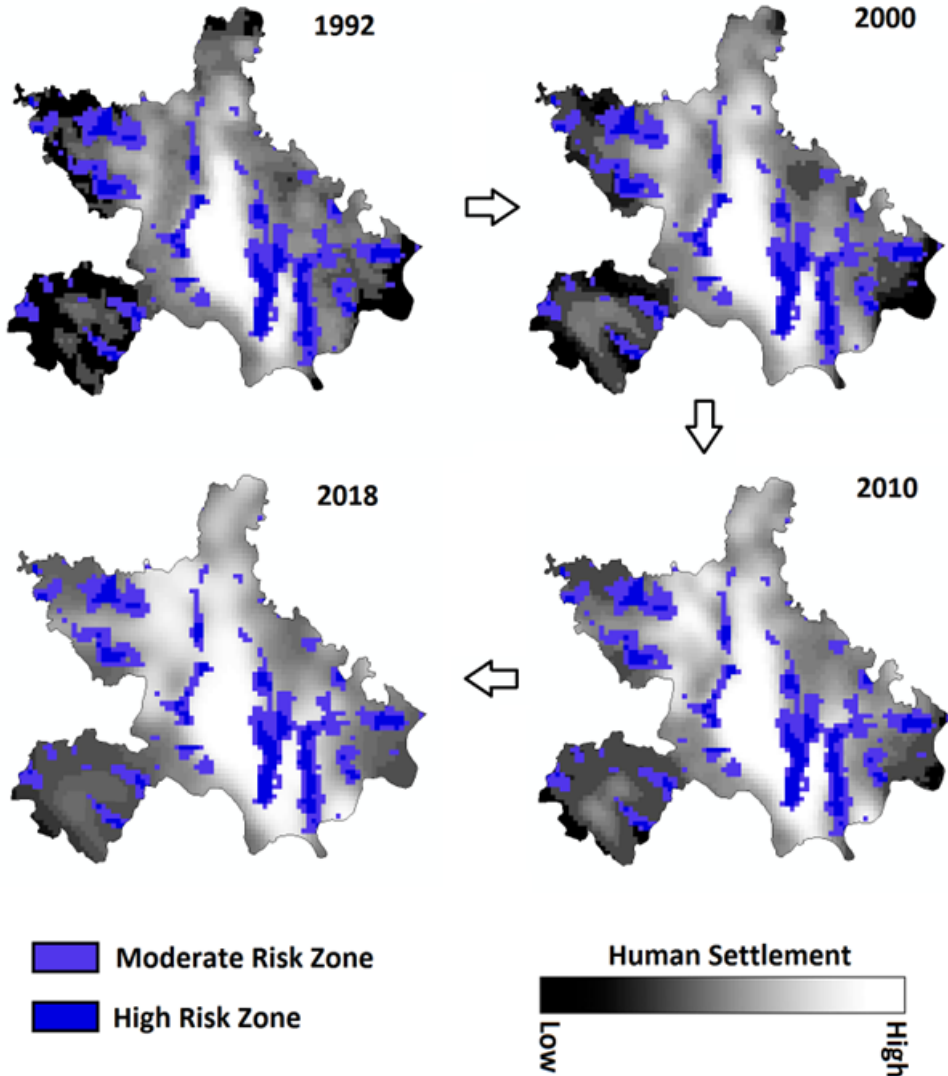 1992
2000
2018
2010
Moderate Risk Zone
High Risk Zone
Human Settlement
Low
High